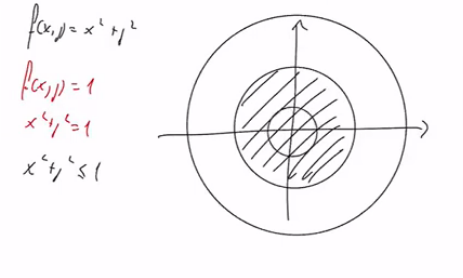 f(x,y) = x² + y²
f(x,y) = 1
x² + y² = 1
x² + y² ≤ 1